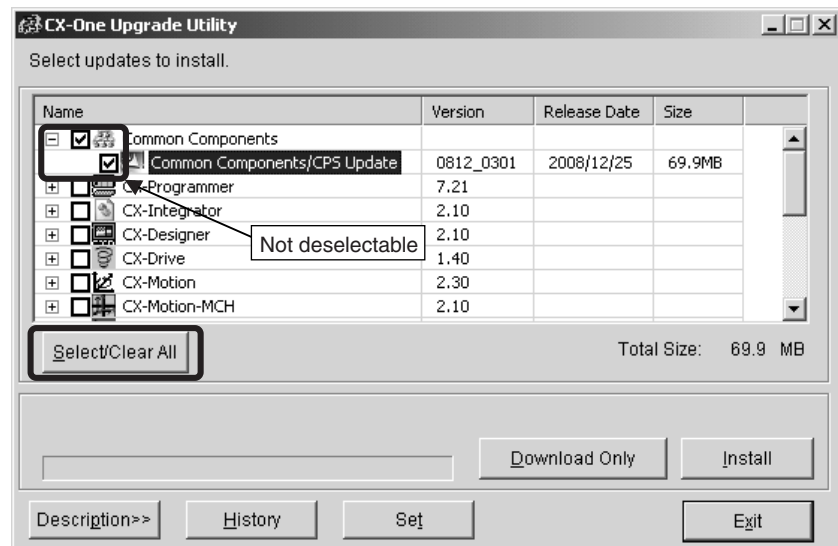 CX-One Upgrade Utility
Select updates to install.
Name Version Release Date Size
Common Components
Common Components/CPS Update 0812_0301 2008/12/25 69.9MB
CX-Programmer 7.21
CX-Integrator 2.10
CX-Designer 2.10
Not deselectable
CX-Drive 1.40
CX-Motion 2.30
CX-Motion-MCH 2.10
Select/Clear All Total Size: 69.9 MB
Download Only Install
Description>> History Set Exit